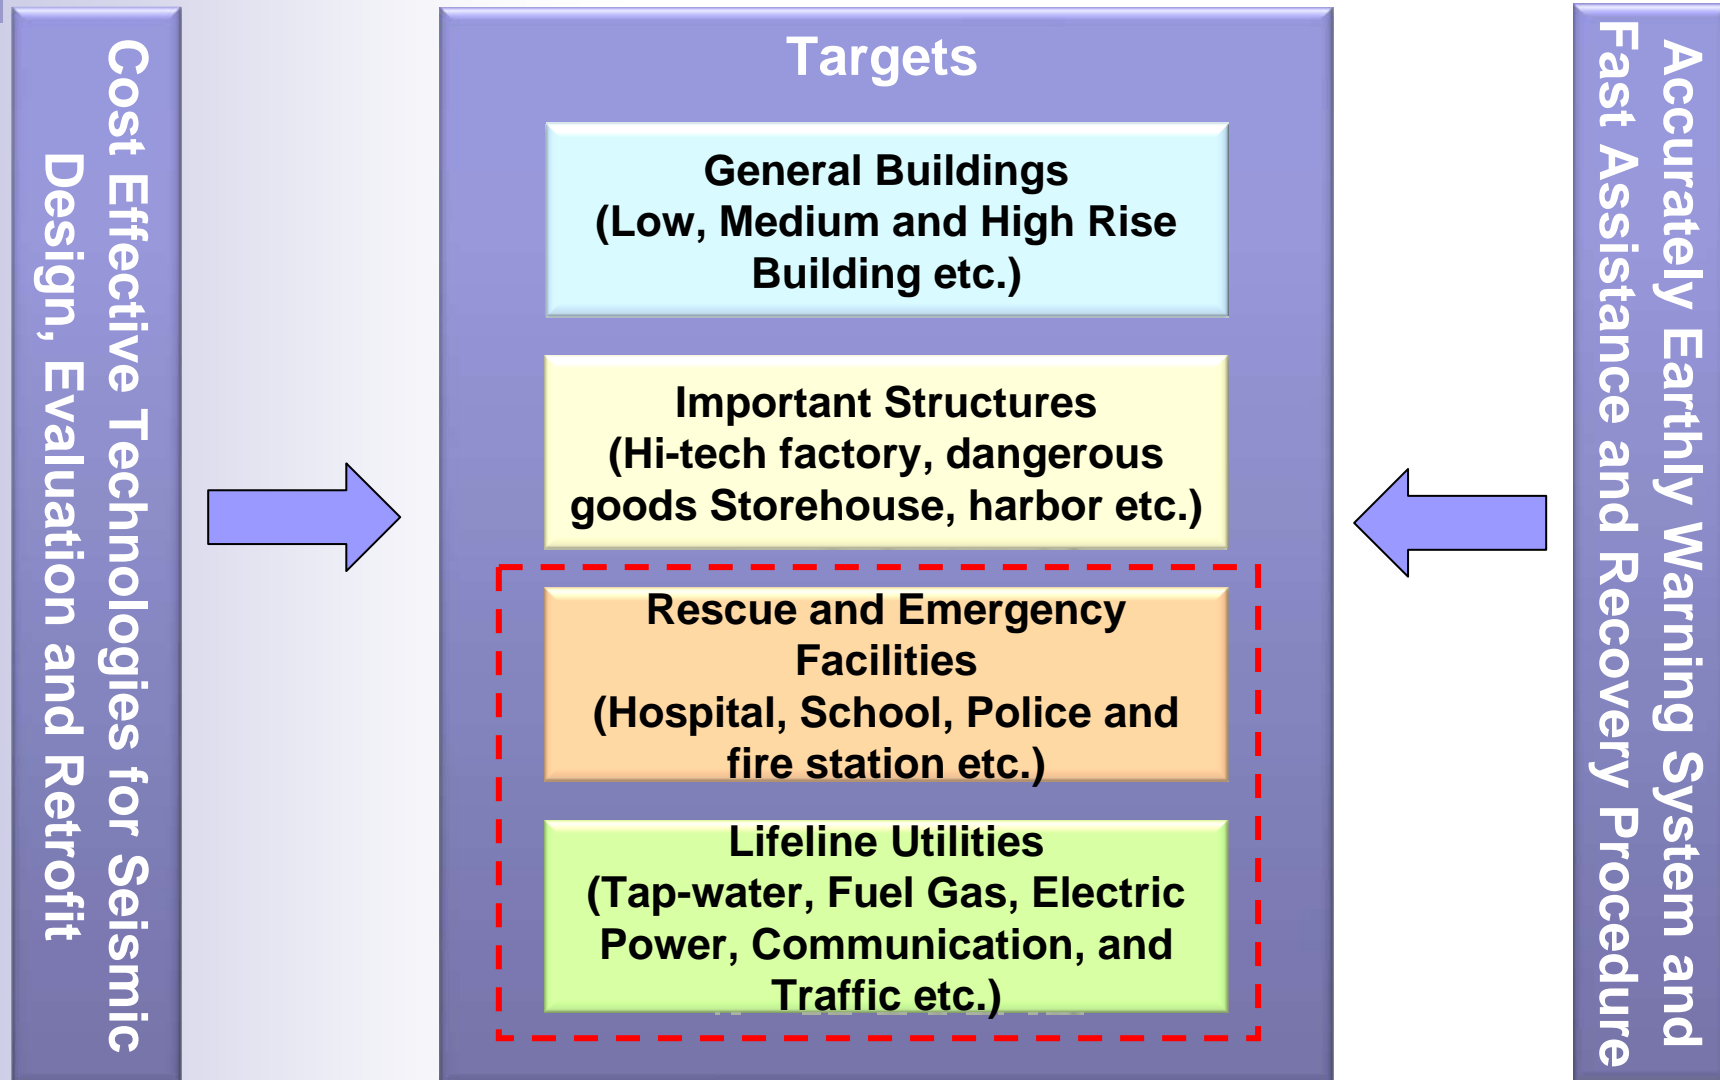 Cost Effective Technologies for Seismic
Design, Evaluation and Retrofit
Targets
General Buildings
(Low, Medium and High Rise
Building etc.)
Important Structures
(Hi-tech factory, dangerous
goods Storehouse, harbor etc.)
Rescue and Emergency
Facilities
(Hospital, School, Police and
fire station etc.)
Lifeline Utilities
(Tap-water, Fuel Gas, Electric
Power, Communication, and
Traffic etc.)
Accurately Earthly Warning System and
Fast Assistance and Recovery Procedure